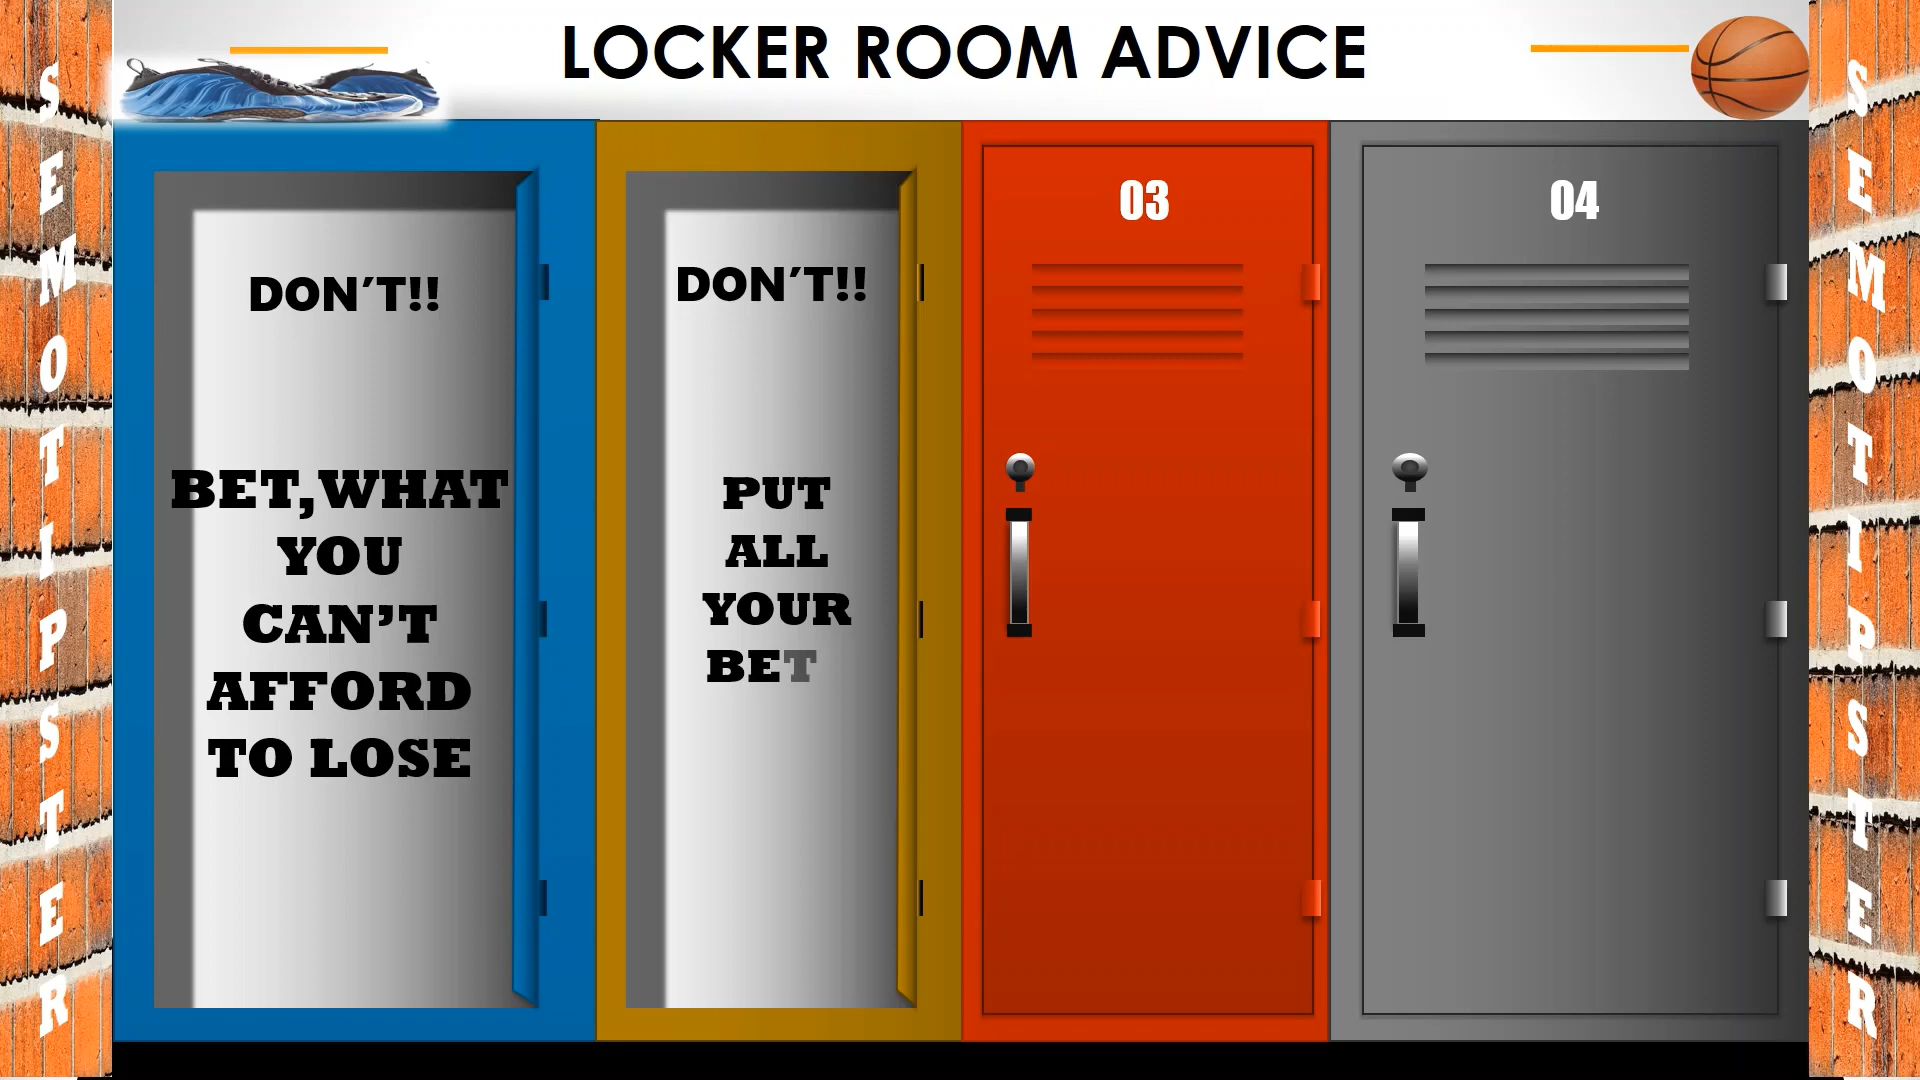 LOCKER ROOM ADVICE
SEMOTIPSTER
DON'T!!
BET,WHAT
YOU
CAN'T
AFFORD
TO LOSE
DON'T!!
PUT
ALL
YOUR
BET
03
04
SEMOTIPSTER